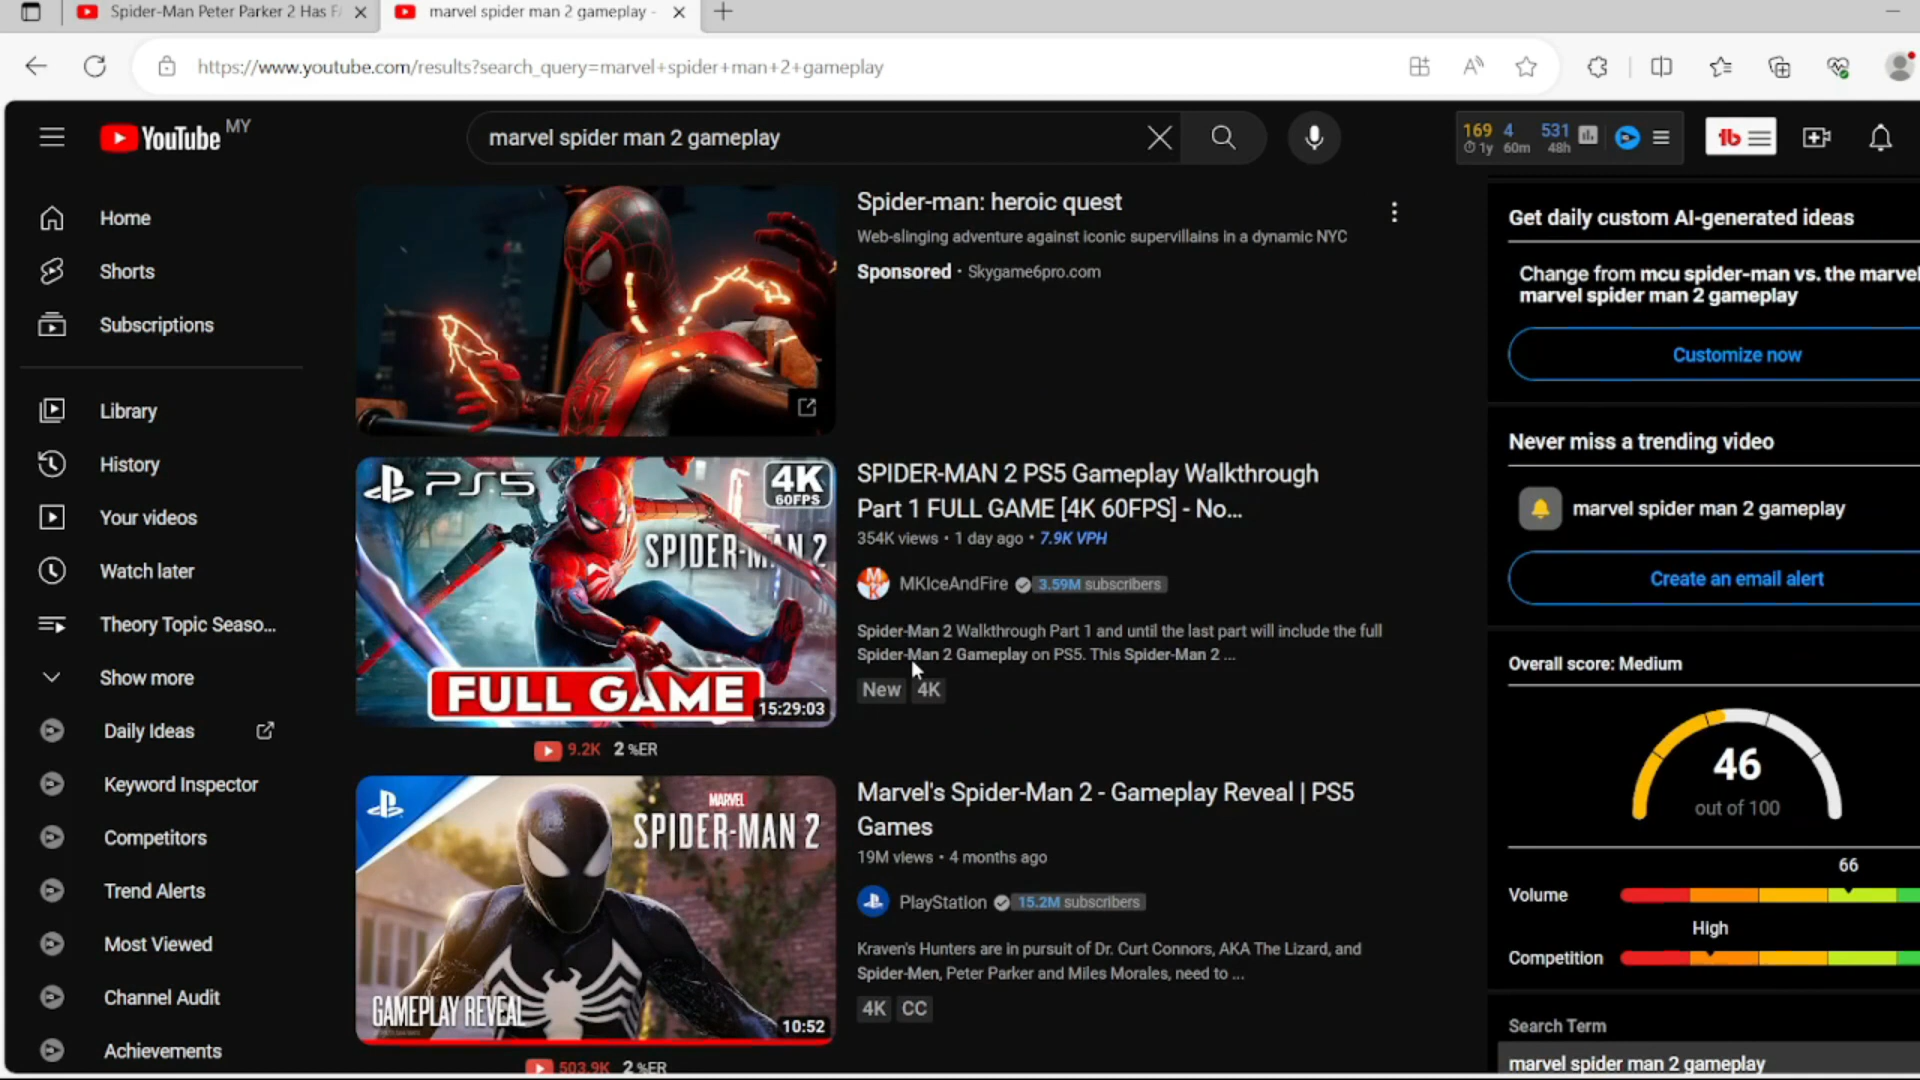 Spider-Man Peter Parker 2 Has F
marvel spider man 2 gameplay -
https://www.youtube.com/results?search_query=marvel+spider+man+2+gameplay
YouTube MY
marvel spider man 2 gameplay
169 4 531
1y 60m 48h
tb
Home
Shorts
Subscriptions
Library
History
Your videos
Watch later
Theory Topic Seaso...
Show more
Daily Ideas
Keyword Inspector
Competitors
Trend Alerts
Most Viewed
Channel Audit
Achievements
Spider-man: heroic quest
Web-slinging adventure against iconic supervillains in a dynamic NYC
Sponsored · Skygame6pro.com
PS5
4K
60FPS
SPIDER-MAN 2
FULL GAME
15:29:03
9.2K 2 %ER
SPIDER-MAN 2 PS5 Gameplay Walkthrough
Part 1 FULL GAME [4K 60FPS] - No...
354K views • 1 day ago • 7.9K VPH
MK
MKIceAndFire 3.59M subscribers
Spider-Man 2 Walkthrough Part 1 and until the last part will include the full
Spider-Man 2 Gameplay on PS5. This Spider-Man 2 ...
New 4K
MARVEL
SPIDER-MAN 2
GAMEPLAY REVEAL
10:52
503.9K 2 %ER
Marvel's Spider-Man 2 - Gameplay Reveal | PS5
Games
19M views • 4 months ago
PlayStation 15.2M subscribers
Kraven's Hunters are in pursuit of Dr. Curt Connors, AKA The Lizard, and
Spider-Men, Peter Parker and Miles Morales, need to ...
4K CC
Get daily custom AI-generated ideas
Change from mcu spider-man vs. the marvel
marvel spider man 2 gameplay
Customize now
Never miss a trending video
marvel spider man 2 gameplay
Create an email alert
Overall score: Medium
46
out of 100
66
Volume
High
Competition
Search Term
marvel spider man 2 gameplay